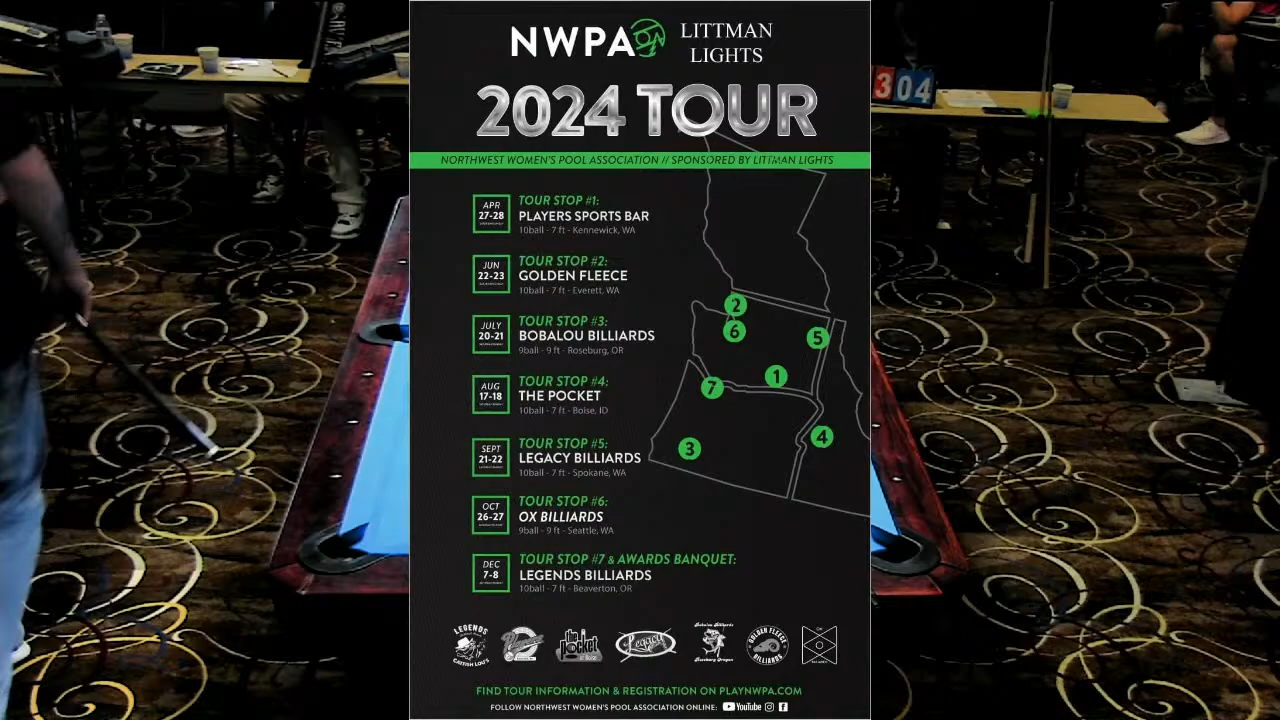 NWPA LITTMAN LIGHTS
2024 TOUR
NORTHWEST WOMEN'S POOL ASSOCIATION // SPONSORED BY LITTMAN LIGHTS
APR
27-28
TOUR STOP #1:
PLAYERS SPORTS BAR
10ball - 7 ft - Kennewick, WA
JUN
22-23
TOUR STOP #2:
GOLDEN FLEECE
10ball - 7 ft - Everett, WA
JULY
20-21
TOUR STOP #3:
BOBALOU BILLIARDS
9ball - 9 ft - Roseburg, OR
AUG
17-18
TOUR STOP #4:
THE POCKET
10ball - 7 ft - Boise, ID
SEPT
21-22
TOUR STOP #5:
LEGACY BILLIARDS
10ball - 7 ft - Spokane, WA
OCT
26-27
TOUR STOP #6:
OX BILLIARDS
9ball - 9 ft - Seattle, WA
DEC
7-8
TOUR STOP #7 & AWARDS BANQUET:
LEGENDS BILLIARDS
10ball - 7 ft - Beaverton, OR
2
6
5
1
7
4
3
304
LEGENDS
CATFISH LOU'S
the Pocket
Legacy
Bobalou Billiards
Roseburg Oregon
GOLDEN FLEECE
BILLIARDS
FIND TOUR INFORMATION & REGISTRATION ON PLAYNWPA.COM
FOLLOW NORTHWEST WOMEN'S POOL ASSOCIATION ONLINE: YouTube